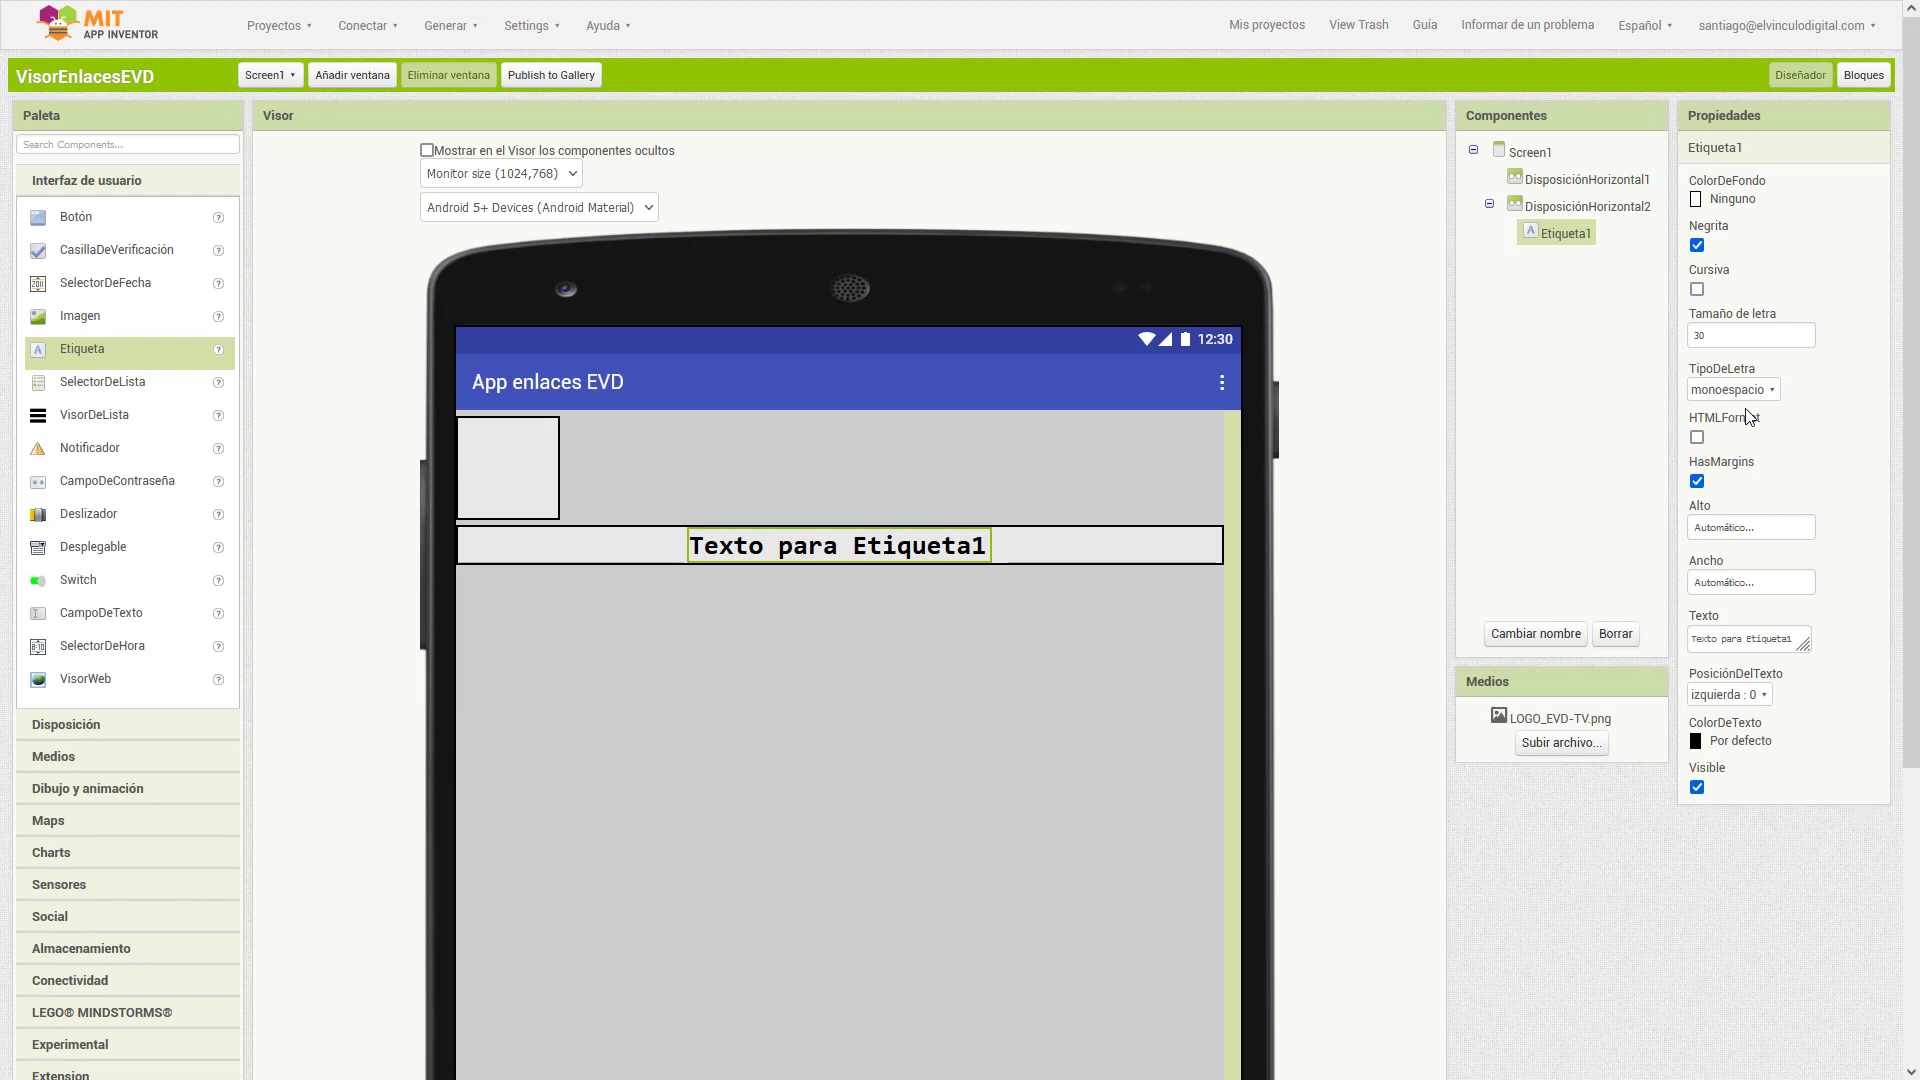 MIT
APP INVENTOR
Proyectos
Conectar
Generar
Settings
Ayuda
Mis proyectos
View Trash
Guía
Informar de un problema
Español
santiago@elvinculodigital.com
VisorEnlacesEVD
Screen1
Añadir ventana
Eliminar ventana
Publish to Gallery
Diseñador
Bloques
Paleta
Search Components...
Interfaz de usuario
Botón
?
CasillaDeVerificación
?
SelectorDeFecha
?
Imagen
?
Etiqueta
?
SelectorDeLista
?
VisorDeLista
?
Notificador
?
CampoDeContraseña
?
Deslizador
?
Desplegable
?
Switch
?
CampoDeTexto
?
SelectorDeHora
?
VisorWeb
?
Disposición
Medios
Dibujo y animación
Maps
Charts
Sensores
Social
Almacenamiento
Conectividad
LEGO® MINDSTORMS®
Experimental
Extension
Visor
Mostrar en el Visor los componentes ocultos
Monitor size (1024,768)
Android 5+ Devices (Android Material)
12:30
App enlaces EVD
Texto para Etiqueta1
Componentes
Screen1
DisposiciónHorizontal1
DisposiciónHorizontal2
A
Etiqueta1
Cambiar nombre
Borrar
Medios
LOGO_EVD-TV.png
Subir archivo...
Propiedades
Etiqueta1
ColorDeFondo
Ninguno
Negrita
Cursiva
Tamaño de letra
30
TipoDeLetra
monoespacio
HTMLFormat
HasMargins
Alto
Automático...
Ancho
Automático...
Texto
Texto para Etiqueta1
PosiciónDelTexto
izquierda : 0
ColorDeTexto
Por defecto
Visible